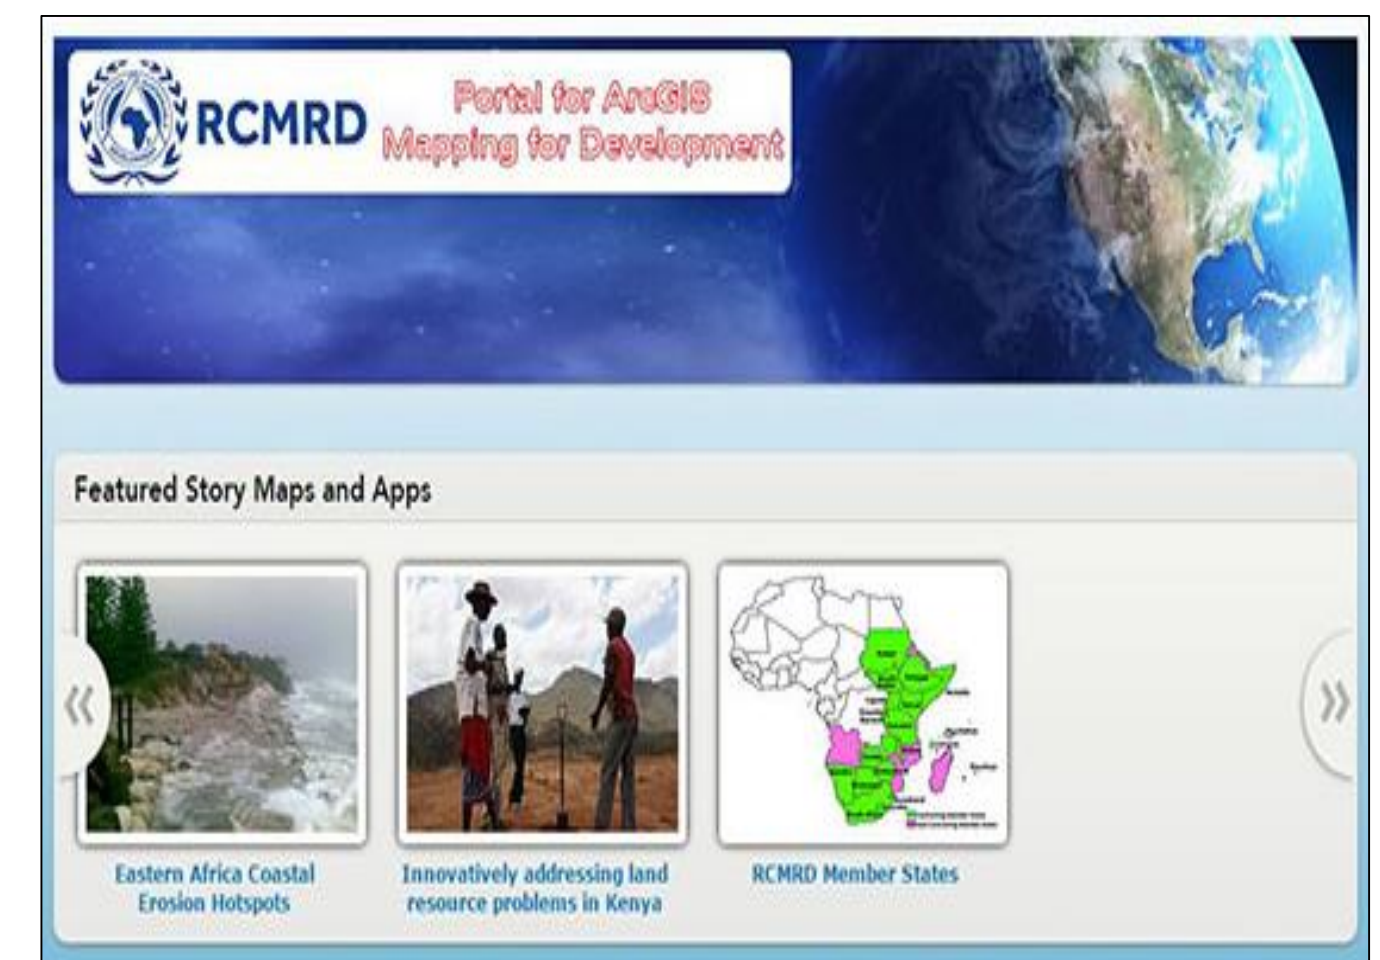 RCMRD
Portal for ArcGIS
Mapping for Development
Featured Story Maps and Apps
«
»
Eastern Africa Coastal
Erosion Hotspots
Innovatively addressing land
resource problems in Kenya
RCMRD Member States